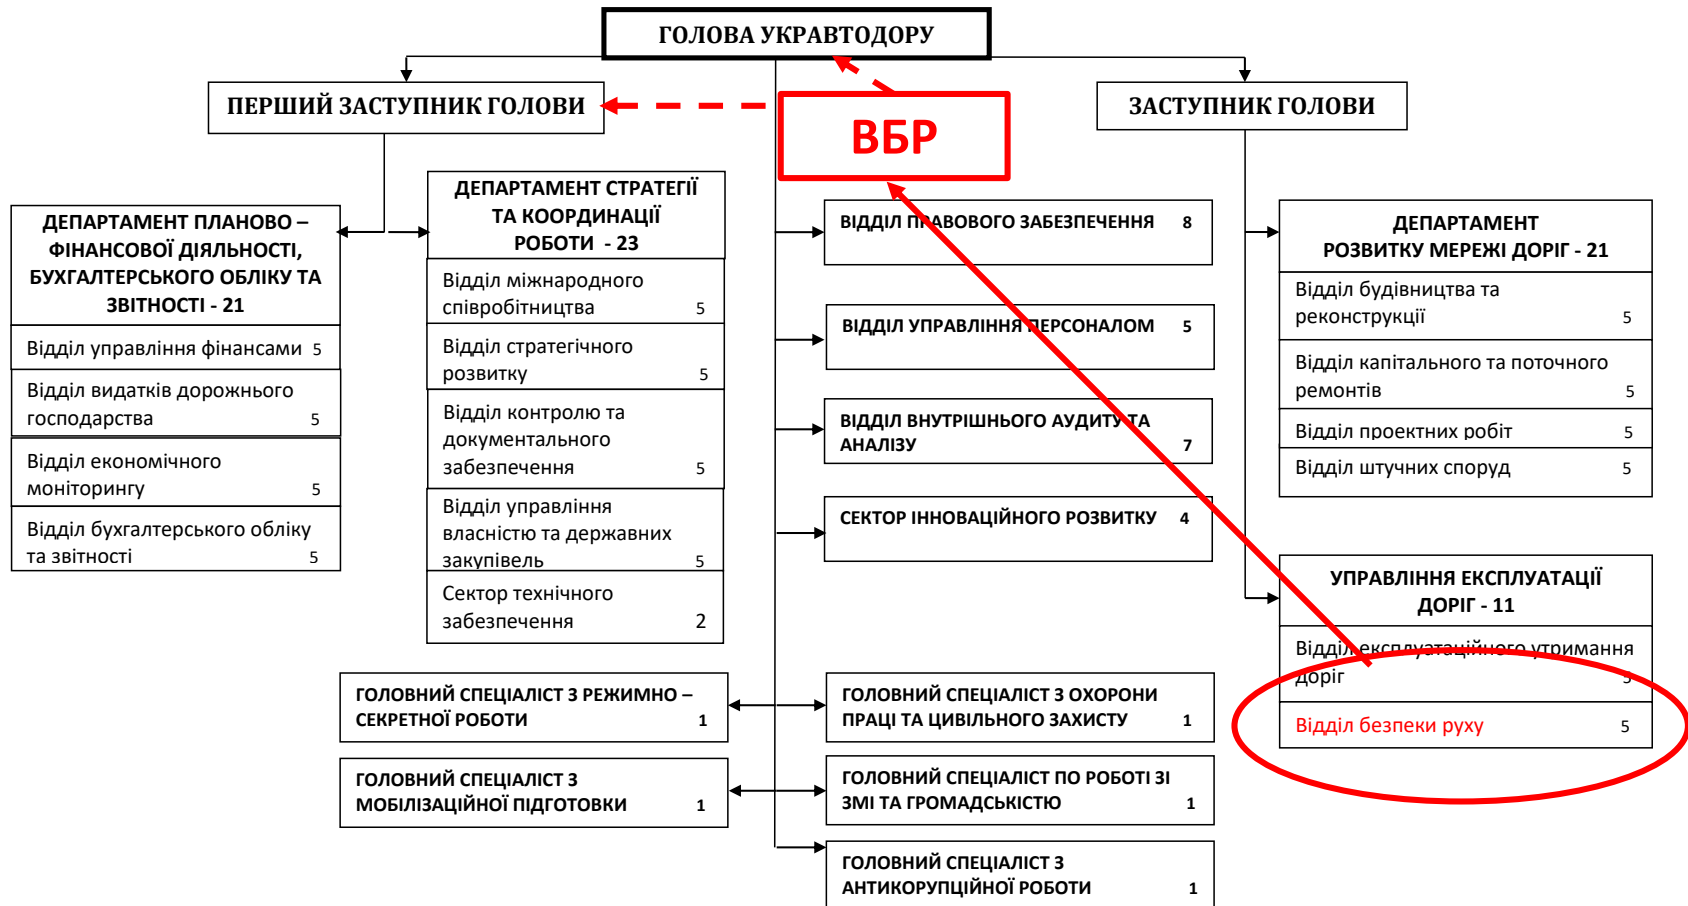 ГОЛОВА УКРАВТОДОРУ
ПЕРШИЙ ЗАСТУПНИК ГОЛОВИ
ВБР
ЗАСТУПНИК ГОЛОВИ
ДЕПАРТАМЕНТ ПЛАНОВО –
ФІНАНСОВОЇ ДІЯЛЬНОСТІ,
БУХГАЛТЕРСЬКОГО ОБЛІКУ ТА
ЗВІТНОСТІ - 21
Відділ управління фінансами 5
Відділ видатків дорожнього
господарства 5
Відділ економічного
моніторингу 5
Відділ бухгалтерського обліку
та звітності 5
ДЕПАРТАМЕНТ СТРАТЕГІЇ
ТА КООРДИНАЦІЇ
РОБОТИ - 23
Відділ міжнародного
співробітництва 5
Відділ стратегічного
розвитку 5
Відділ контролю та
документального
забезпечення 5
Відділ управління
власністю та державних
закупівель 5
Сектор технічного
забезпечення 2
ВІДДІЛ ПРАВОВОГО ЗАБЕЗПЕЧЕННЯ 8
ВІДДІЛ УПРАВЛІННЯ ПЕРСОНАЛОМ 5
ВІДДІЛ ВНУТРІШНЬОГО АУДИТУ ТА
АНАЛІЗУ 7
СЕКТОР ІННОВАЦІЙНОГО РОЗВИТКУ 4
ДЕПАРТАМЕНТ
РОЗВИТКУ МЕРЕЖІ ДОРІГ - 21
Відділ будівництва та
реконструкції 5
Відділ капітального та поточного
ремонтів 5
Відділ проектних робіт 5
Відділ штучних споруд 5
УПРАВЛІННЯ ЕКСПЛУАТАЦІЇ
ДОРІГ - 11
Відділ експлуатаційного утримання
доріг 5
Відділ безпеки руху 5
ГОЛОВНИЙ СПЕЦІАЛІСТ З РЕЖИМНО –
СЕКРЕТНОЇ РОБОТИ 1
ГОЛОВНИЙ СПЕЦІАЛІСТ З ОХОРОНИ
ПРАЦІ ТА ЦИВІЛЬНОГО ЗАХИСТУ 1
ГОЛОВНИЙ СПЕЦІАЛІСТ З
МОБІЛІЗАЦІЙНОЇ ПІДГОТОВКИ 1
ГОЛОВНИЙ СПЕЦІАЛІСТ ПО РОБОТІ ЗІ
ЗМІ ТА ГРОМАДСЬКІСТЮ 1
ГОЛОВНИЙ СПЕЦІАЛІСТ З
АНТИКОРУПЦІЙНОЇ РОБОТИ 1